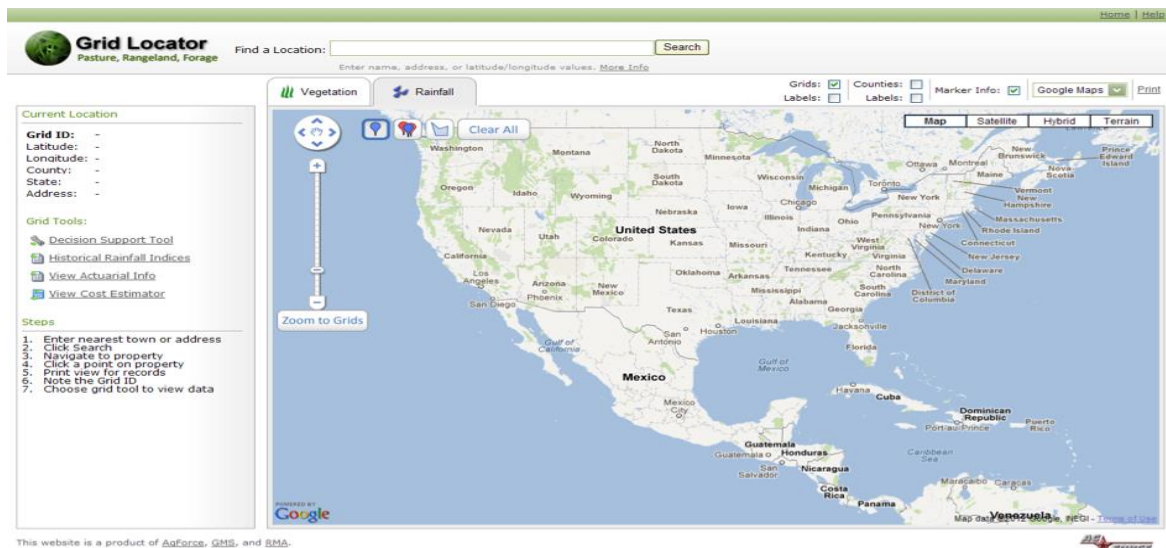 Home | Help
Grid Locator
Pasture, Rangeland, Forage
Find a Location:
Search
Enter name, address, or latitude/longitude values. More Info
Vegetation
Rainfall
Grids:
Counties:
Labels:
Labels:
Marker Info:
Google Maps
Print
Current Location
Grid ID: -
Latitude: -
Longitude: -
County: -
State: -
Address: -
Grid Tools:
Decision Support Tool
Historical Rainfall Indices
View Actuarial Info
View Cost Estimator
Steps
1. Enter nearest town or address
2. Click Search
3. Navigate to property
4. Click a point on property
5. Print view for records
6. Note the Grid ID
7. Choose grid tool to view data
Clear All
Map
Satellite
Hybrid
Terrain
Zoom to Grids
Washington
Montana
North Dakota
Minnesota
Ottawa
Montreal
New Brunswick
Prince Edward Island
Nova Scotia
Maine
Oregon
Idaho
Wyoming
South Dakota
Wisconsin
Michigan
Toronto
Vermont
New Hampshire
Nebraska
Iowa
Chicago
New York
Massachusetts
Illinois
Indiana
Ohio
Pennsylvania
New York
Rhode Island
Connecticut
Nevada
Utah
Colorado
United States
Kansas
Missouri
West Virginia
Kentucky
Virginia
New Jersey
Delaware
Maryland
California
Los Angeles
Arizona
Phoenix
New Mexico
Oklahoma
Arkansas
Tennessee
North Carolina
South Carolina
District of Columbia
San Diego
Mississippi
Alabama
Georgia
Texas
Louisiana
Jacksonville
San Antonio
Houston
Florida
Gulf of California
Gulf of Mexico
Mexico
Havana
Cuba
Mexico City
Dominican Republic
Port-au-Prince
Puerto Rico
Guatemala
Guatemala
Honduras
Caribbean Sea
San Salvador
Nicaragua
Costa Rica
Panama
Maracaibo
Caracas
Venezuela
POWERED BY
Google
Map data ©2012 Google, INEGI - Terms of Use
This website is a product of AgForce, GMS, and RMA.